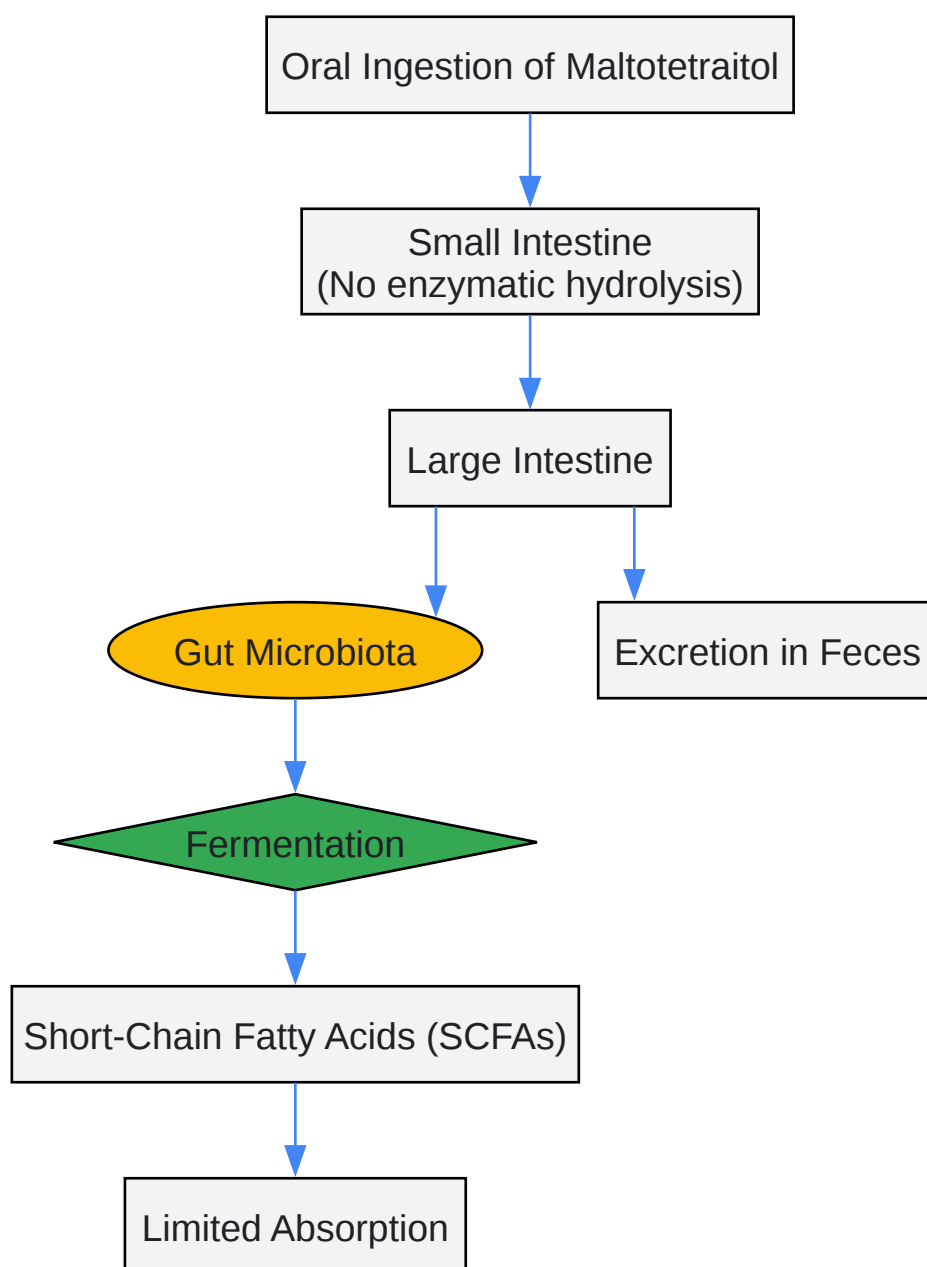 Oral Ingestion of Maltotetraitol
Small Intestine
(No enzymatic hydrolysis)
Large Intestine
Gut Microbiota
Excretion in Feces
Fermentation
Short-Chain Fatty Acids (SCFAs)
Limited Absorption